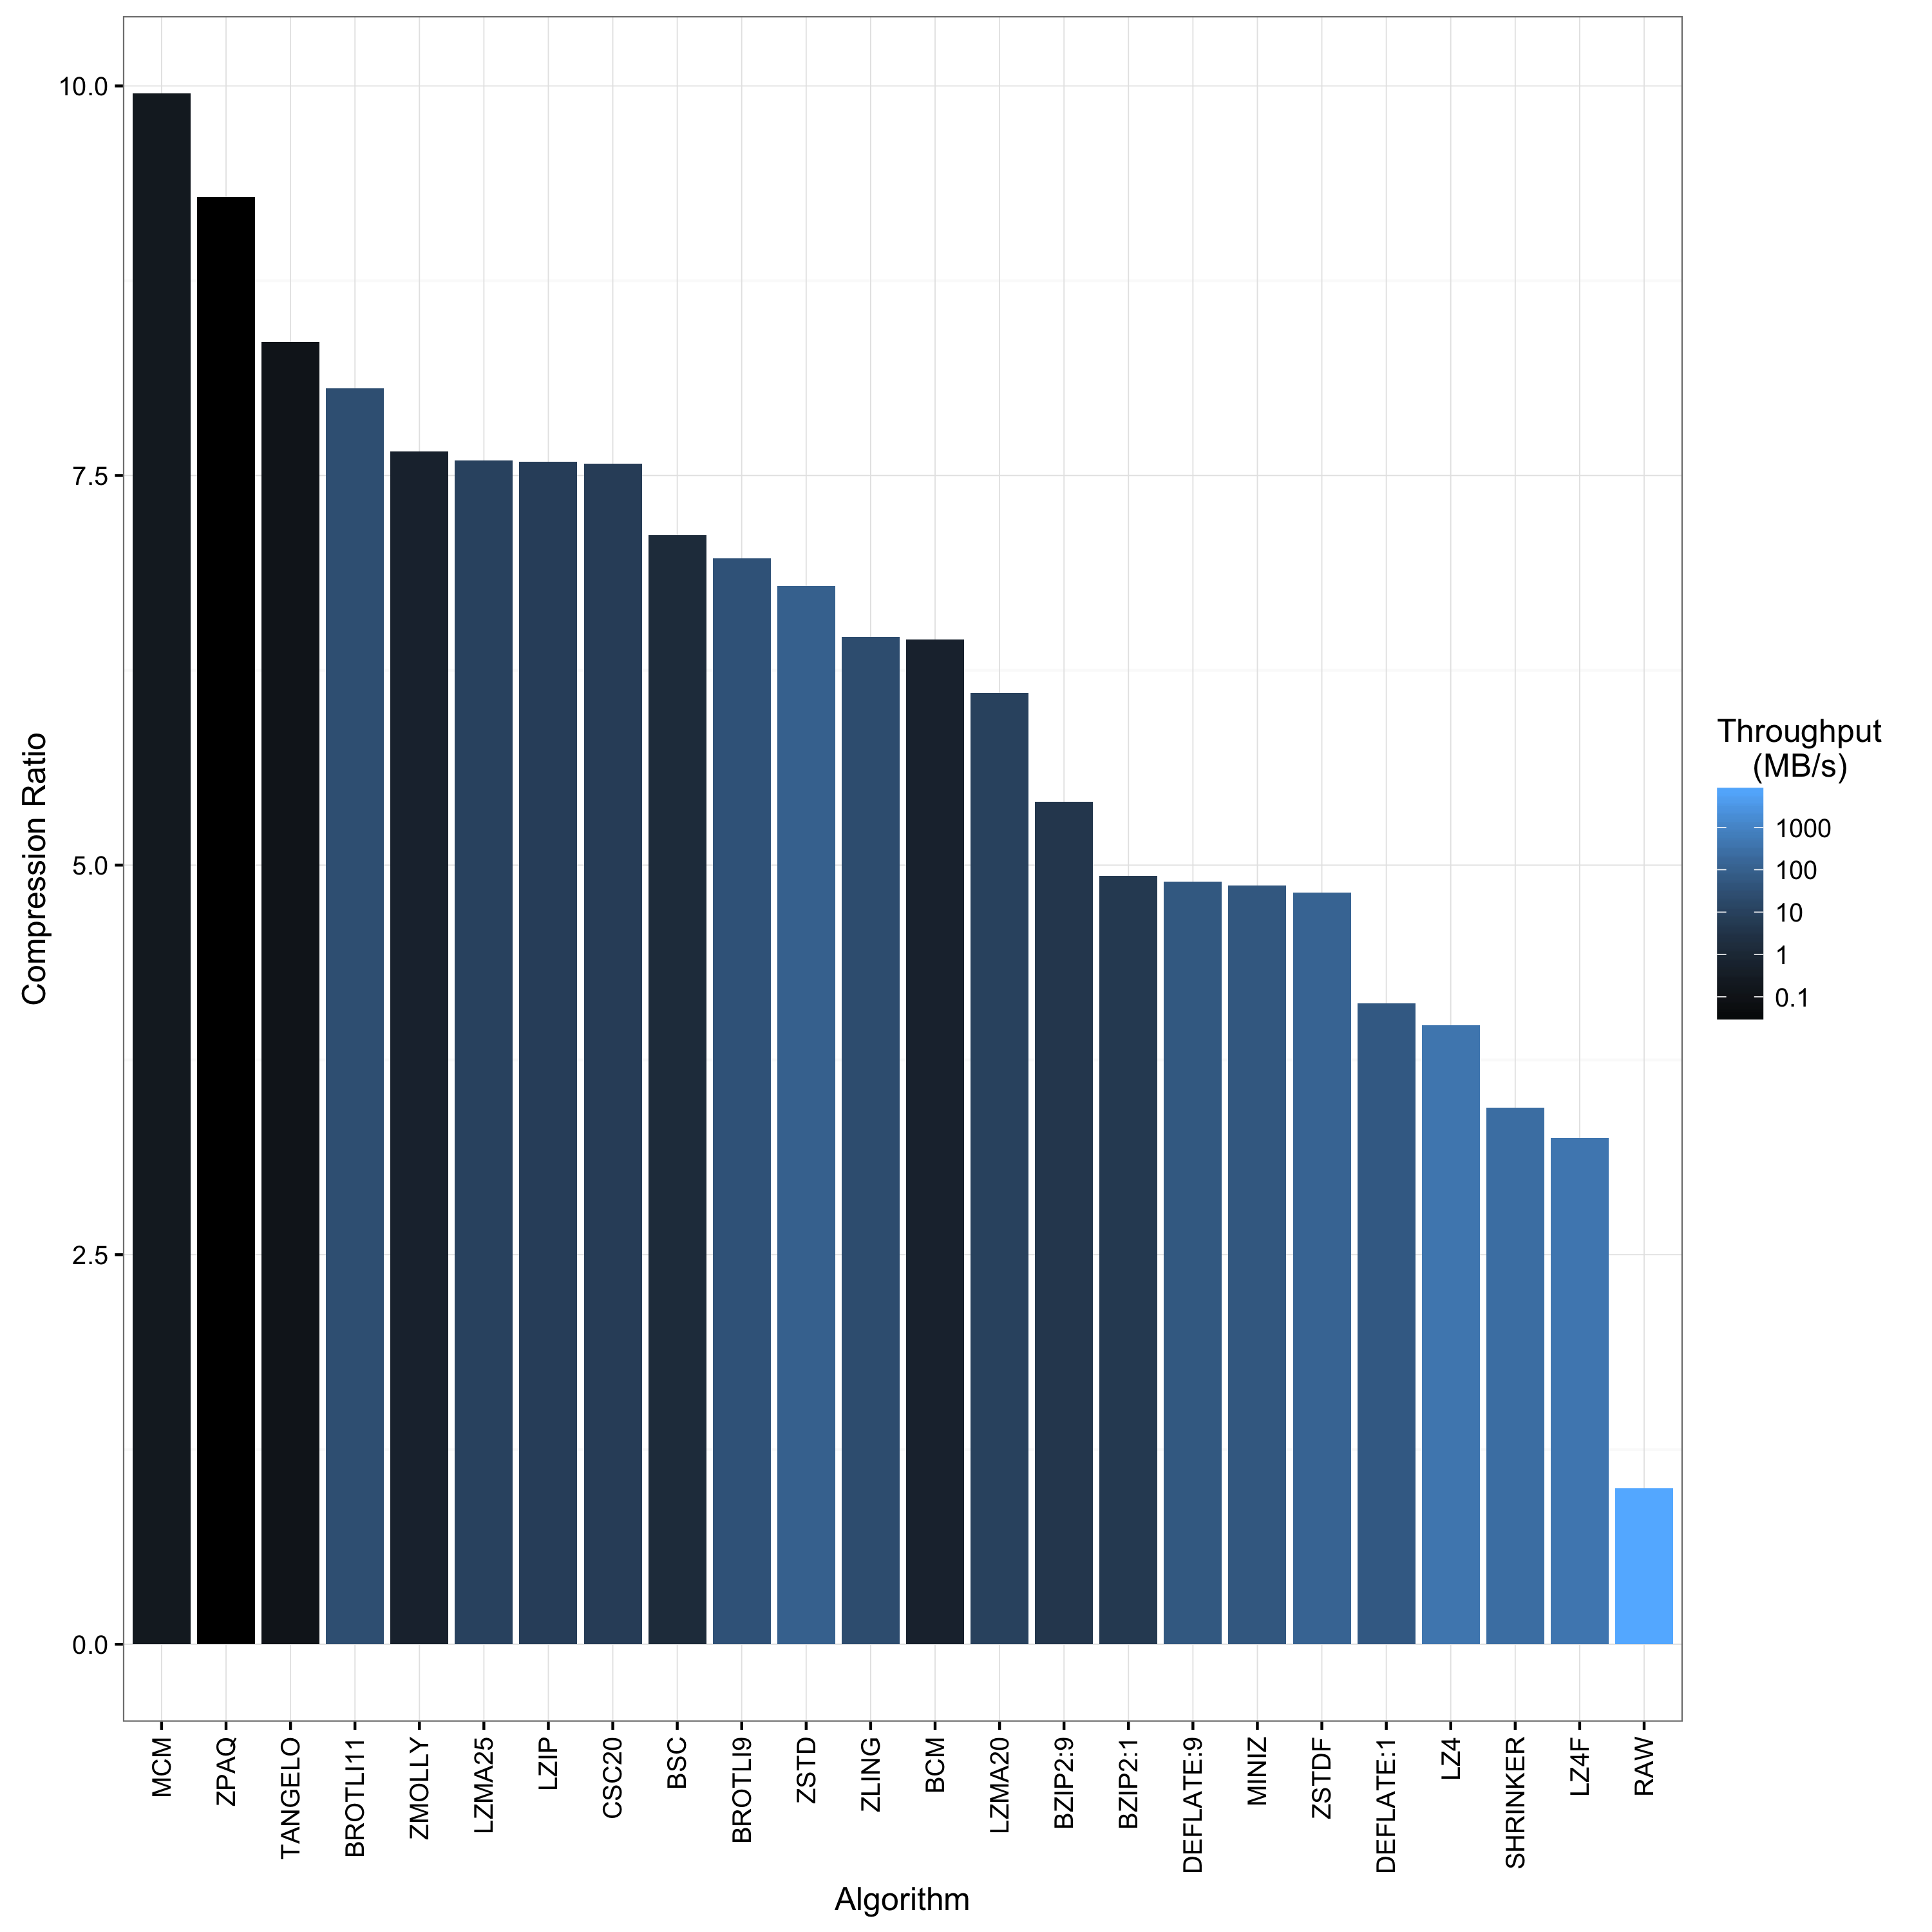 10.0
7.5
5.0
2.5
0.0
Compression Ratio
MCM
ZPAQ
TANGELO
BROTLI11
ZMOLLY
LZMA25
LZIP
CSC20
BSC
BROTLI9
ZSTD
ZLING
BCM
LZMA20
BZIP2:9
BZIP2:1
DEFLATE:9
MINIZ
ZSTDF
DEFLATE:1
LZ4
SHRINKER
LZ4F
RAW
Algorithm
Throughput
(MB/s)
1000
100
10
1
0.1